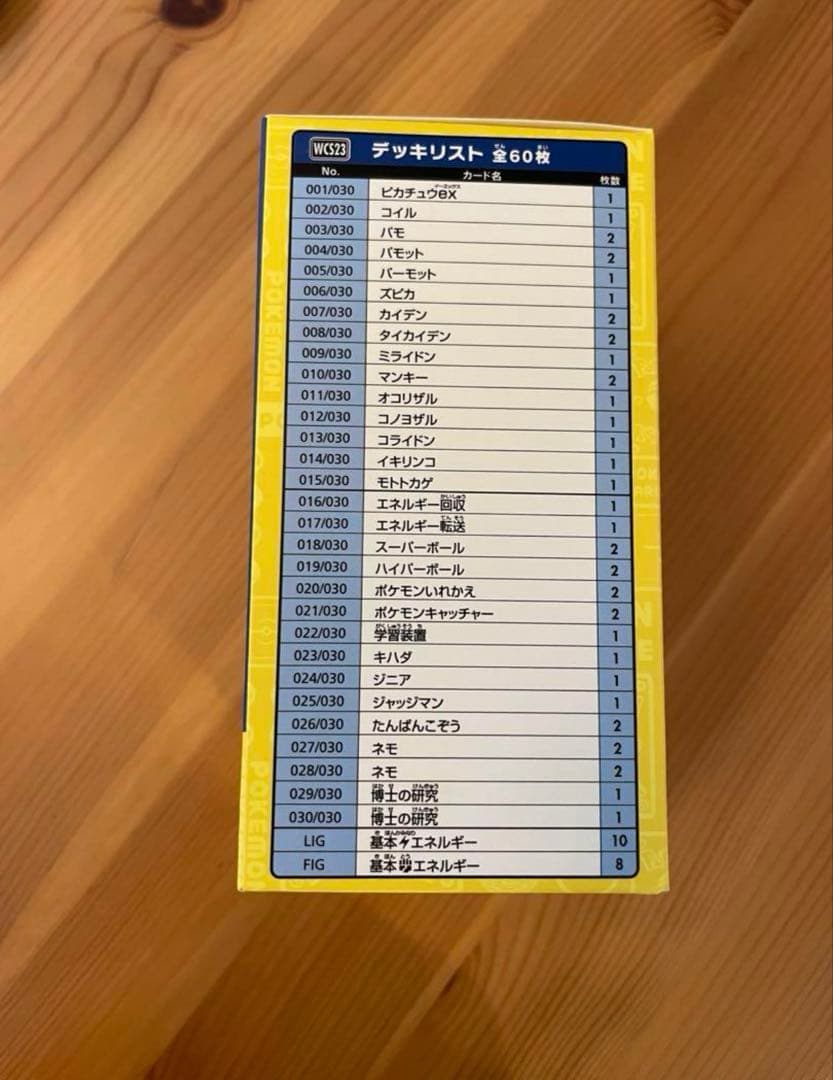 WCS23 デッキリスト 全60枚
No. カード名 枚数
001/030 ピカチュウex 1
002/030 コイル 1
003/030 パモ 2
004/030 パモット 2
005/030 パーモット 1
006/030 ズピカ 1
007/030 カイデン 2
008/030 タイカイデン 2
009/030 ミライドン 1
010/030 マンキー 2
011/030 オコリザル 1
012/030 コノヨザル 1
013/030 コライドン 1
014/030 イキリンコ 1
015/030 モトトカゲ 1
016/030 エネルギー回収 1
017/030 エネルギー転送 1
018/030 スーパーボール 2
019/030 ハイパーボール 2
020/030 ポケモンいれかえ 2
021/030 ポケモンキャッチャー 2
022/030 学習装置 1
023/030 キハダ 1
024/030 ジニア 1
025/030 ジャッジマン 1
026/030 たんぱんこぞう 2
027/030 ネモ 2
028/030 ネモ 2
029/030 博士の研究 1
030/030 博士の研究 1
LIG 基本エネルギー 10
FIG 基本エネルギー 8
POKEMON
POKEMO